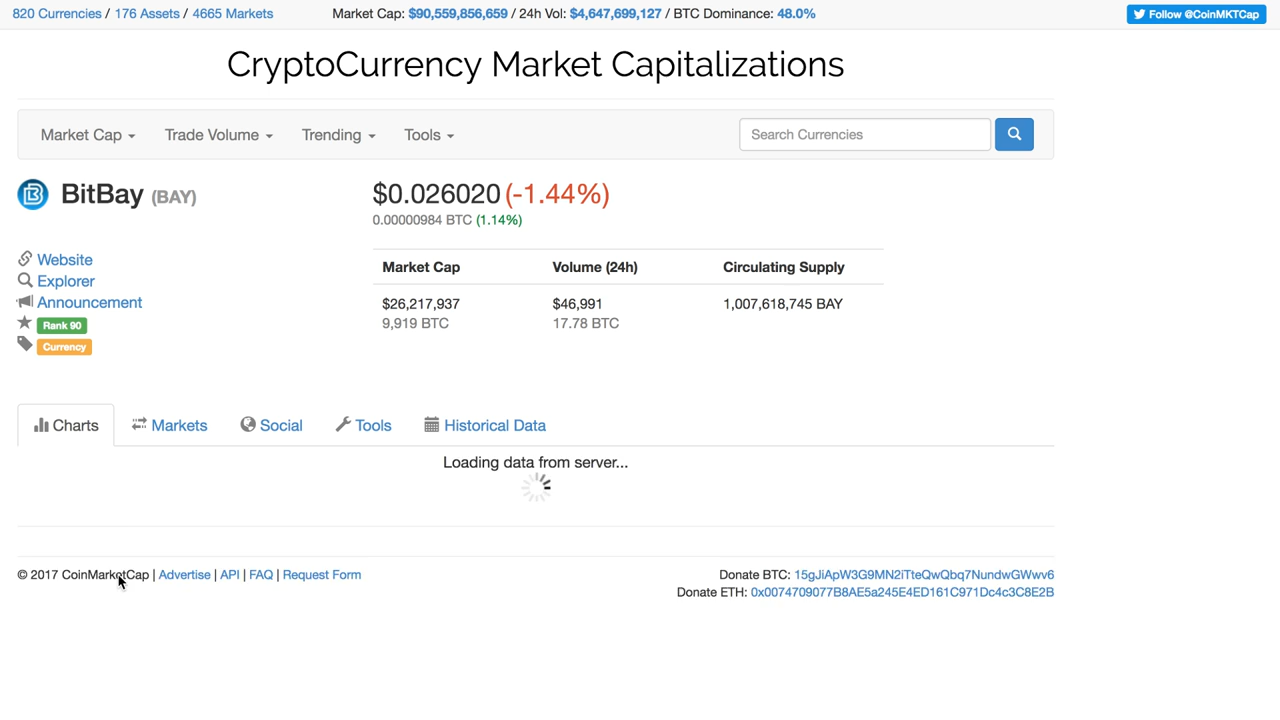 820 Currencies / 176 Assets / 4665 Markets Market Cap: $90,559,856,659 / 24h Vol: $4,647,699,127 / BTC Dominance: 48.0% Follow @CoinMKTCap
CryptoCurrency Market Capitalizations
Market Cap Trade Volume Trending Tools Search Currencies
BitBay (BAY) $0.026020 (-1.44%)
0.00000984 BTC (1.14%)
Website
Explorer
Announcement
Rank 90
Currency
Market Cap Volume (24h) Circulating Supply
$26,217,937 $46,991 1,007,618,745 BAY
9,919 BTC 17.78 BTC
Charts Markets Social Tools Historical Data
Loading data from server...
© 2017 CoinMarketCap | Advertise | API | FAQ | Request Form
Donate BTC: 15gJiApW3G9MN2iTteQwQbq7NundwGWwv6
Donate ETH: 0x0074709077B8AE5a245E4ED161C971Dc4c3C8E2B